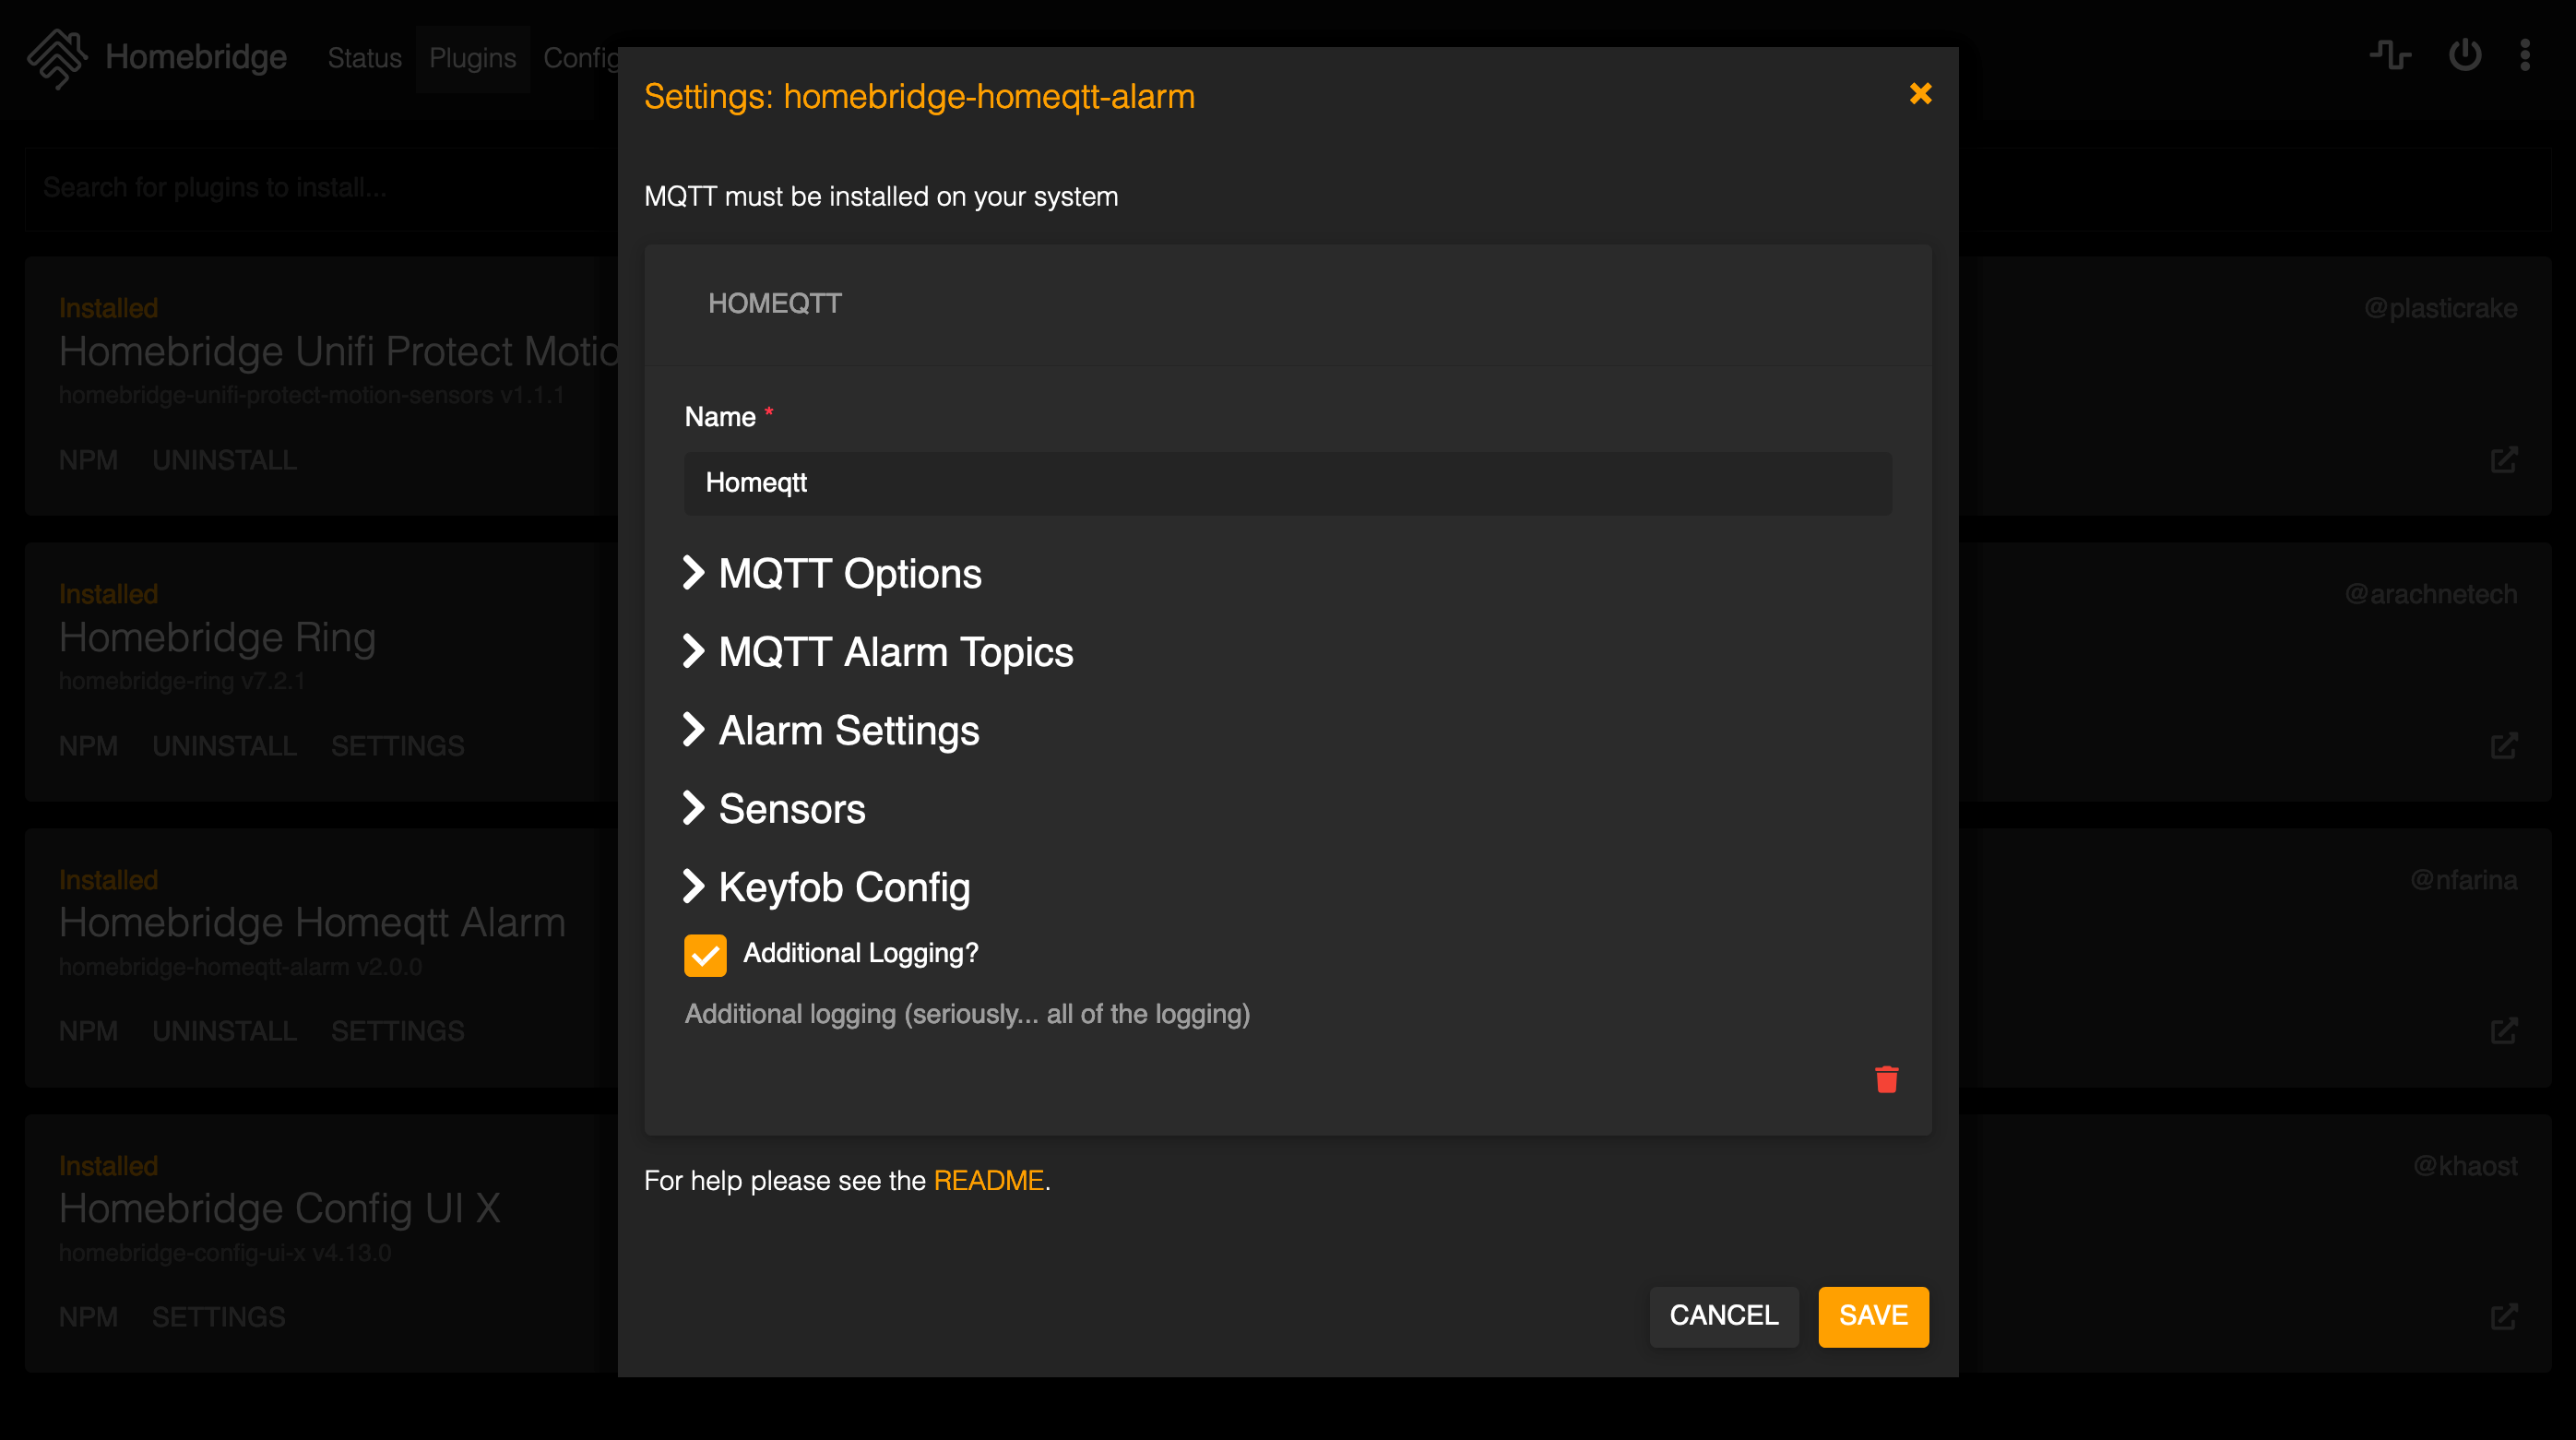 Homebridge
Status Plugins Config
Search for plugins to install...
Installed
Homebridge Unifi Protect Motio
homebridge-unifi-protect-motion-sensors v1.1.1
NPM UNINSTALL
@plasticrake
Installed
Homebridge Ring
homebridge-ring v7.2.1
NPM UNINSTALL SETTINGS
@arachnetech
Installed
Homebridge Homeqtt Alarm
homebridge-homeqtt-alarm v2.0.0
NPM UNINSTALL SETTINGS
@nfarina
Installed
Homebridge Config UI X
homebridge-config-ui-x v4.13.0
NPM SETTINGS
@khaost
Settings: homebridge-homeqtt-alarm
MQTT must be installed on your system
HOMEQTT
Name *
Homeqtt
MQTT Options
MQTT Alarm Topics
Alarm Settings
Sensors
Keyfob Config
Additional Logging?
Additional logging (seriously... all of the logging)
For help please see the README.
CANCEL SAVE